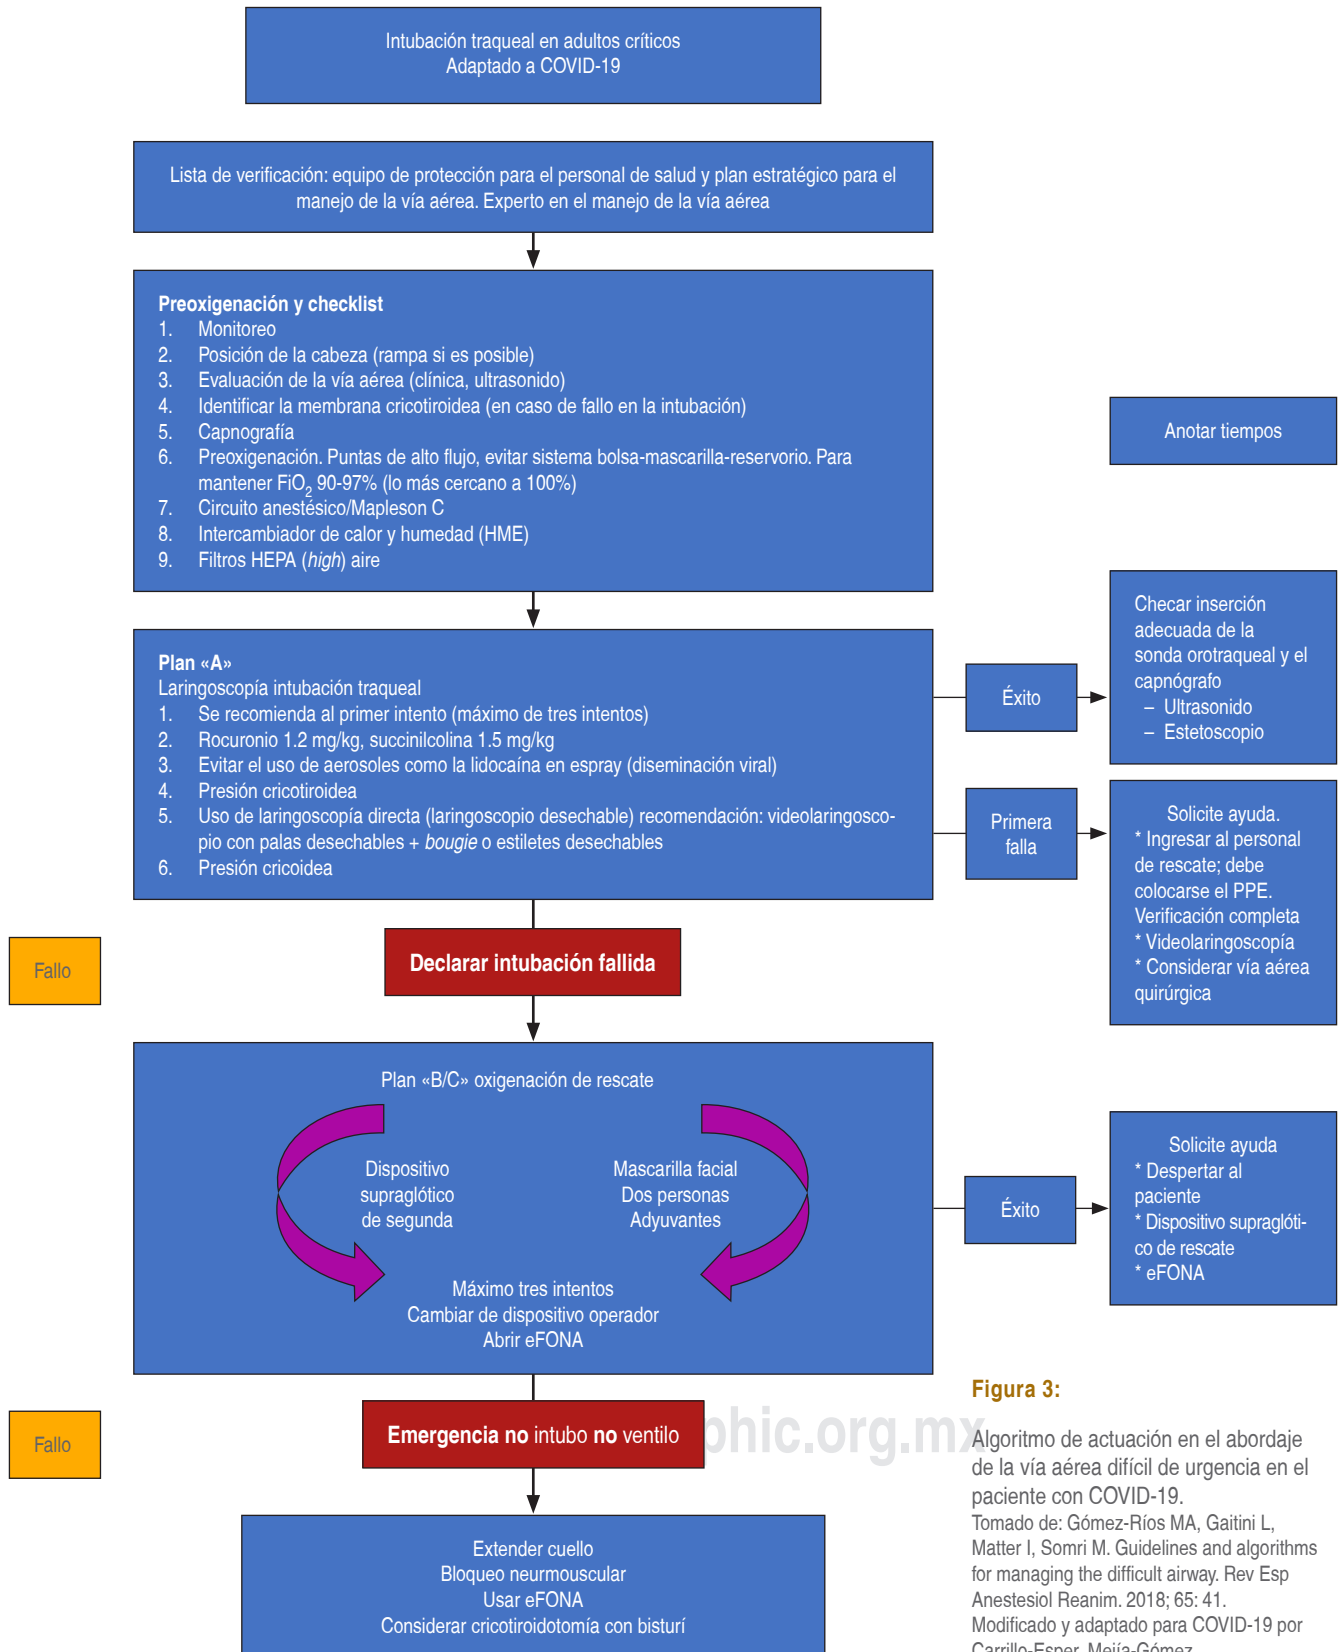 Intubación traqueal en adultos críticos
Adaptado a COVID-19
Lista de verificación: equipo de protección para el personal de salud y plan estratégico para el
manejo de la vía aérea. Experto en el manejo de la vía aérea
Preoxigenación y checklist
1. Monitoreo
2. Posición de la cabeza (rampa si es posible)
3. Evaluación de la vía aérea (clínica, ultrasonido)
4. Identificar la membrana cricotiroidea (en caso de fallo en la intubación)
5. Capnografía
6. Preoxigenación. Puntas de alto flujo, evitar sistema bolsa-mascarilla-reservorio. Para
mantener FiO2 90-97% (lo más cercano a 100%)
7. Circuito anestésico/Mapleson C
8. Intercambiador de calor y humedad (HME)
9. Filtros HEPA (high) aire
Anotar tiempos
Plan «A»
Laringoscopía intubación traqueal
1. Se recomienda al primer intento (máximo de tres intentos)
2. Rocuronio 1.2 mg/kg, succinilcolina 1.5 mg/kg
3. Evitar el uso de aerosoles como la lidocaína en espray (diseminación viral)
4. Presión cricotiroidea
5. Uso de laringoscopía directa (laringoscopio desechable) recomendación: videolaringosco-
pio con palas desechables + bougie o estiletes desechables
6. Presión cricoidea
Éxito
Checar inserción
adecuada de la
sonda orotraqueal y el
capnógrafo
– Ultrasonido
– Estetoscopio
Primera
falla
Solicite ayuda.
* Ingresar al personal
de rescate; debe
colocarse el PPE.
Verificación completa
* Videolaringoscopía
* Considerar vía aérea
quirúrgica
Fallo
Declarar intubación fallida
Plan «B/C» oxigenación de rescate
Dispositivo
supraglótico
de segunda
Mascarilla facial
Dos personas
Adyuvantes
Máximo tres intentos
Cambiar de dispositivo operador
Abrir eFONA
Éxito
Solicite ayuda
* Despertar al
paciente
* Dispositivo supraglóti-
co de rescate
* eFONA
Fallo
Emergencia no intubo no ventilo
phic.org.mx
Extender cuello
Bloqueo neurmouscular
Usar eFONA
Considerar cricotiroidotomía con bisturí
Figura 3:
Algoritmo de actuación en el abordaje
de la vía aérea difícil de urgencia en el
paciente con COVID-19.
Tomado de: Gómez-Ríos MA, Gaitini L,
Matter I, Somri M. Guidelines and algorithms
for managing the difficult airway. Rev Esp
Anestesiol Reanim. 2018; 65: 41.
Modificado y adaptado para COVID-19 por
Carrillo-Esper, Mejía-Gómez